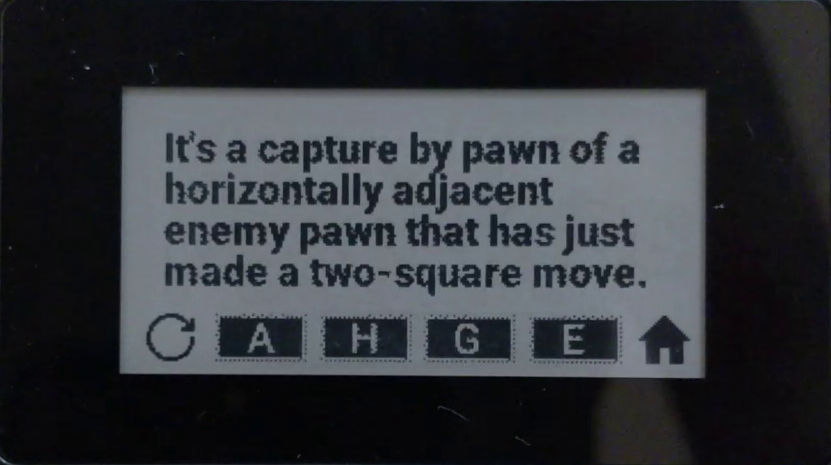 It's a capture by pawn of a
horizontally adjacent
enemy pawn that has just
made a two-square move.
A H G E